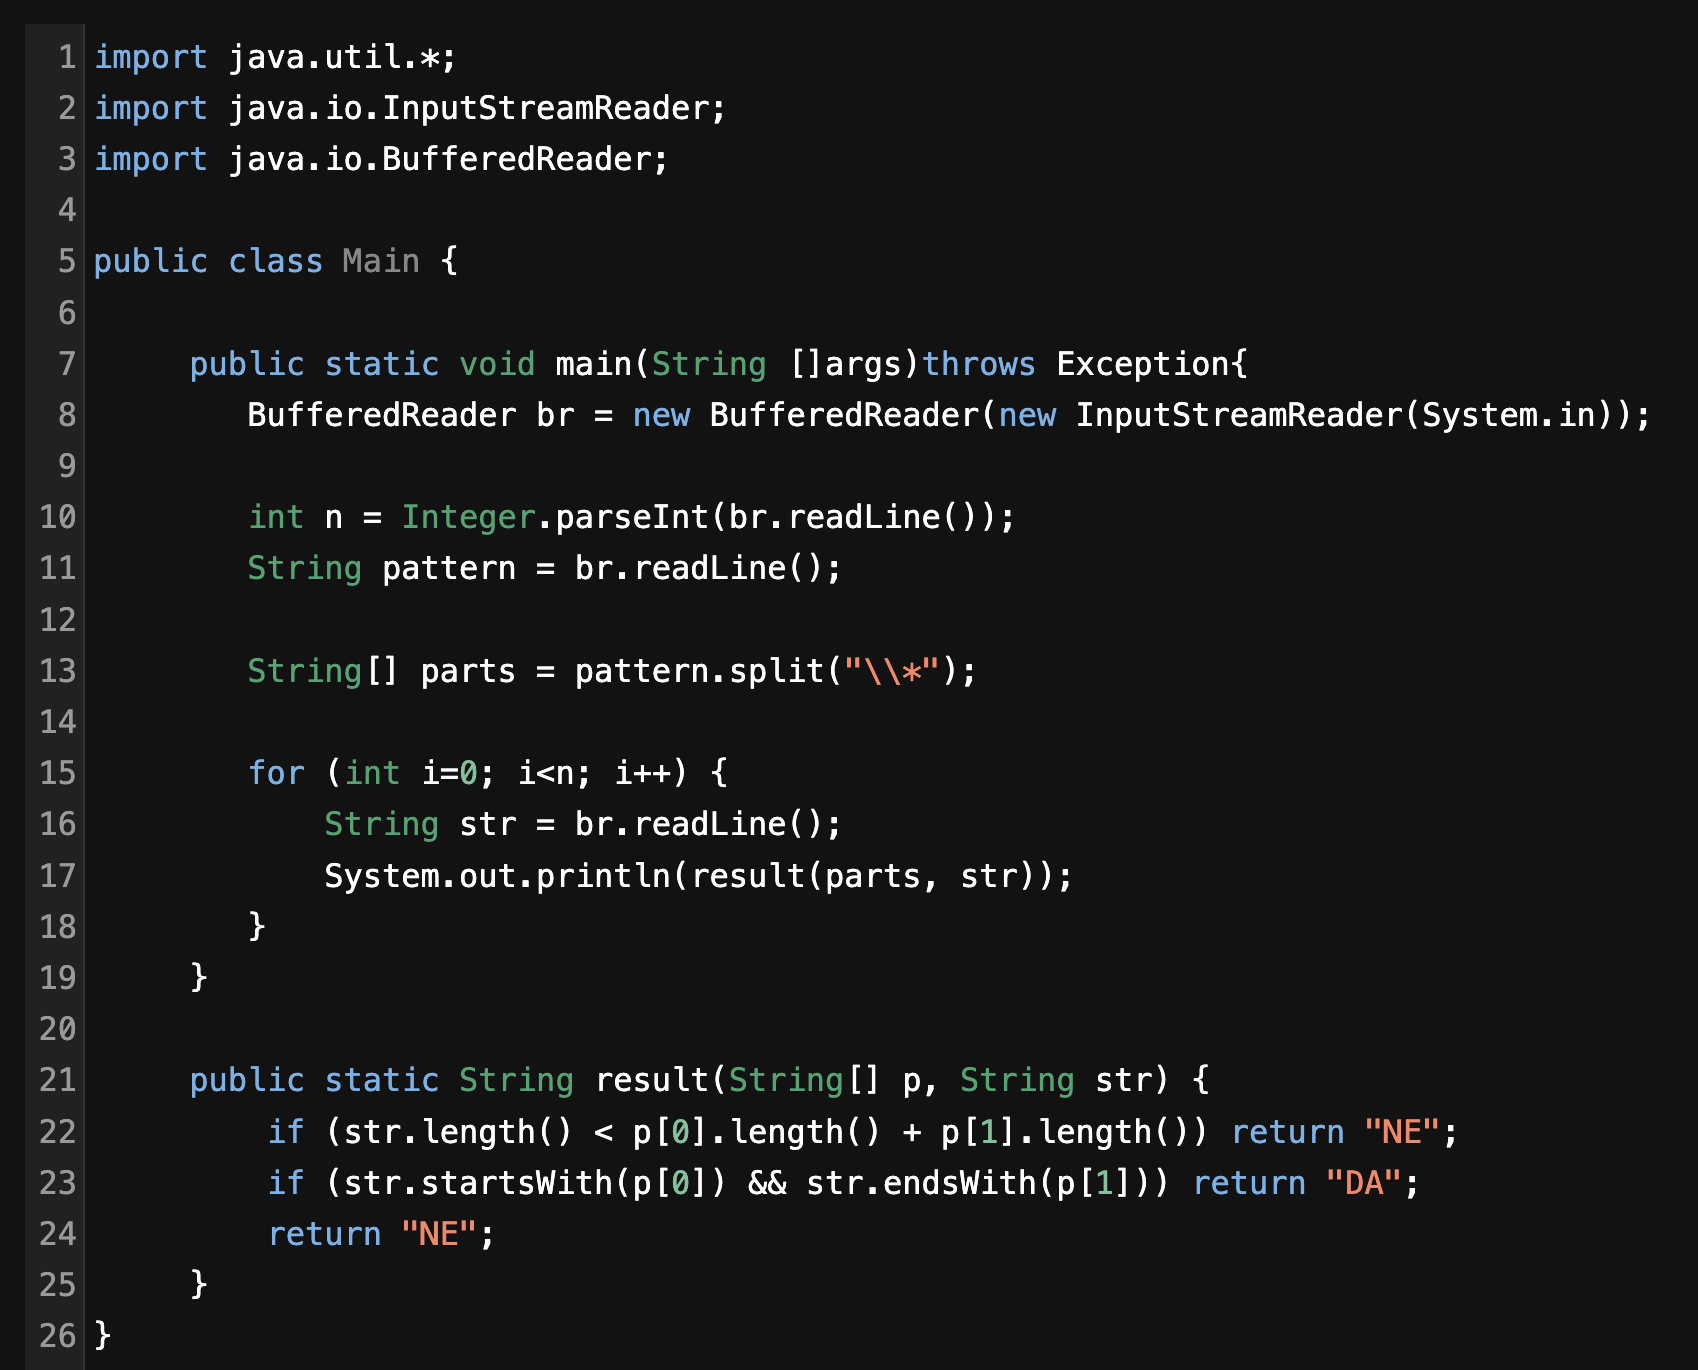 1 import java.util.*;
2 import java.io.InputStreamReader;
3 import java.io.BufferedReader;
4
5 public class Main {
6
7     public static void main(String []args)throws Exception{
8        BufferedReader br = new BufferedReader(new InputStreamReader(System.in));
9
10        int n = Integer.parseInt(br.readLine());
11        String pattern = br.readLine();
12
13        String[] parts = pattern.split("\\*");
14
15        for (int i=0; i<n; i++) {
16            String str = br.readLine();
17            System.out.println(result(parts, str));
18        }
19     }
20
21     public static String result(String[] p, String str) {
22         if (str.length() < p[0].length() + p[1].length()) return "NE";
23         if (str.startsWith(p[0]) && str.endsWith(p[1])) return "DA";
24         return "NE";
25     }
26 }